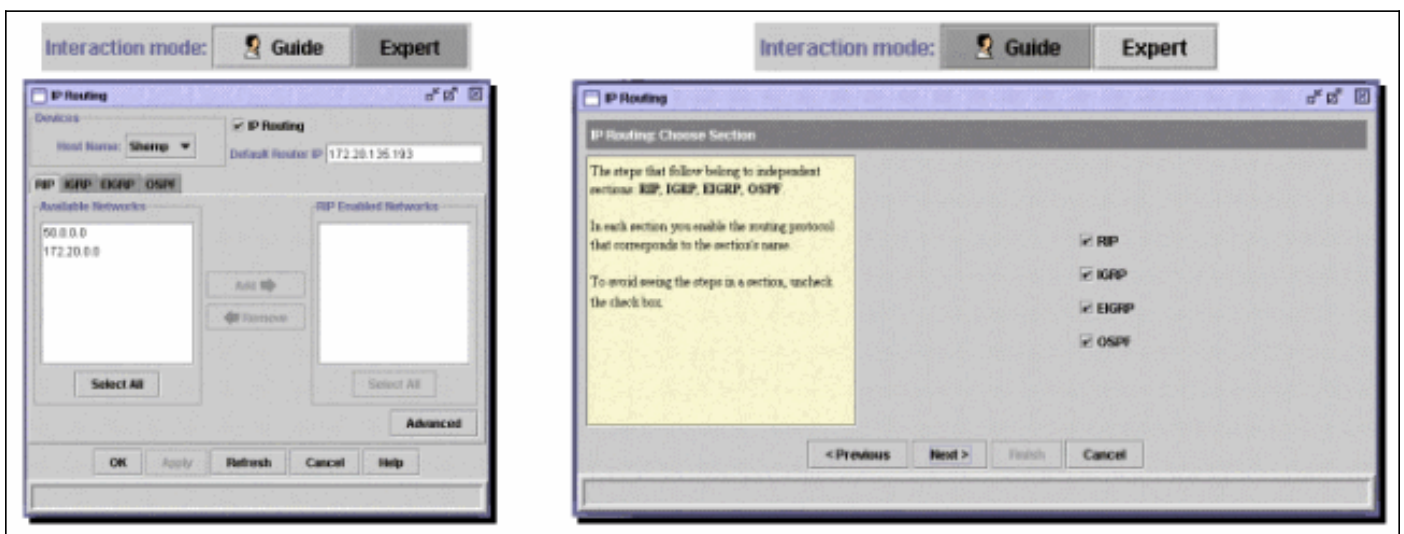 Interaction mode: Guide Expert
IP Routing
Devices
Host Name: Shemp
IP Routing
Default Router IP 172.20.135.193
RIP IGRP EIGRP OSPF
Available Networks
50.0.0.0
172.20.0.0
Select All
Add
Remove
RIP Enabled Networks
Select All
Advanced
OK Apply Refresh Cancel Help
Interaction mode: Guide Expert
IP Routing
IP Routing: Choose Section
The steps that follow belong to independent
sections: RIP, IGRP, EIGRP, OSPF.
In each section you enable the routing protocol
that corresponds to the section's name.
To avoid seeing the steps in a section, uncheck
the check box.
RIP
IGRP
EIGRP
OSPF
< Previous Next > Finish Cancel